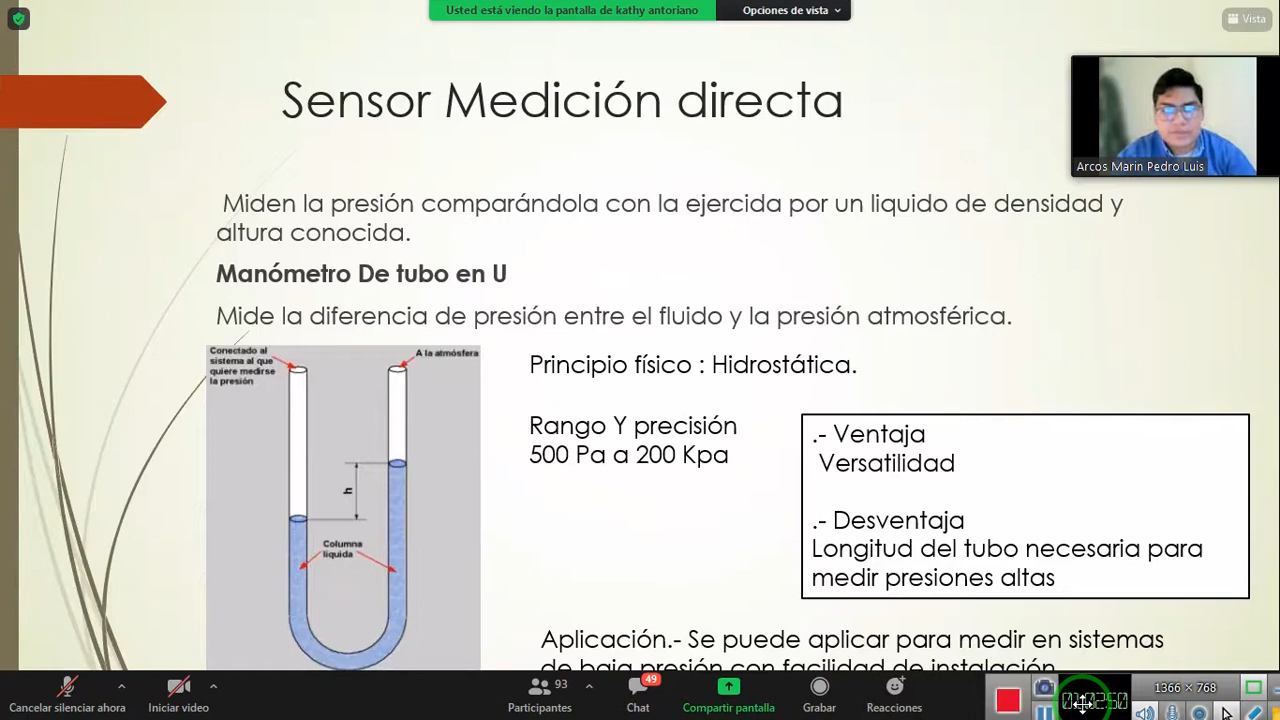 Usted está viendo la pantalla de kathy antoriano
Opciones de vista
Vista
Sensor Medición directa
Arcos Marin Pedro Luis
Miden la presión comparándola con la ejercida por un liquido de densidad y
altura conocida.
Manómetro De tubo en U
Mide la diferencia de presión entre el fluido y la presión atmosférica.
Conectado al
sistema al que
quiere medirse
la presión
A la atmósfera
h
Columna
líquida
Principio físico : Hidrostática.
Rango Y precisión
500 Pa a 200 Kpa
.- Ventaja
Versatilidad
.- Desventaja
Longitud del tubo necesaria para
medir presiones altas
Aplicación.- Se puede aplicar para medir en sistemas
de baja presión con facilidad de instalación
Cancelar silenciar ahora
Iniciar video
93
Participantes
49
Chat
Compartir pantalla
Grabar
Reacciones
01:02:50
1366 × 768